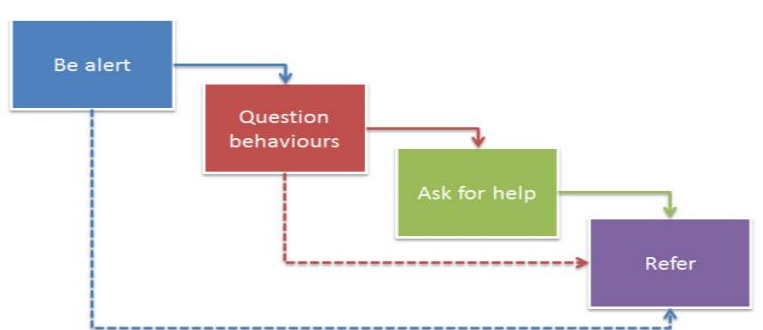 Be alert
Question
behaviours
Ask for help
Refer